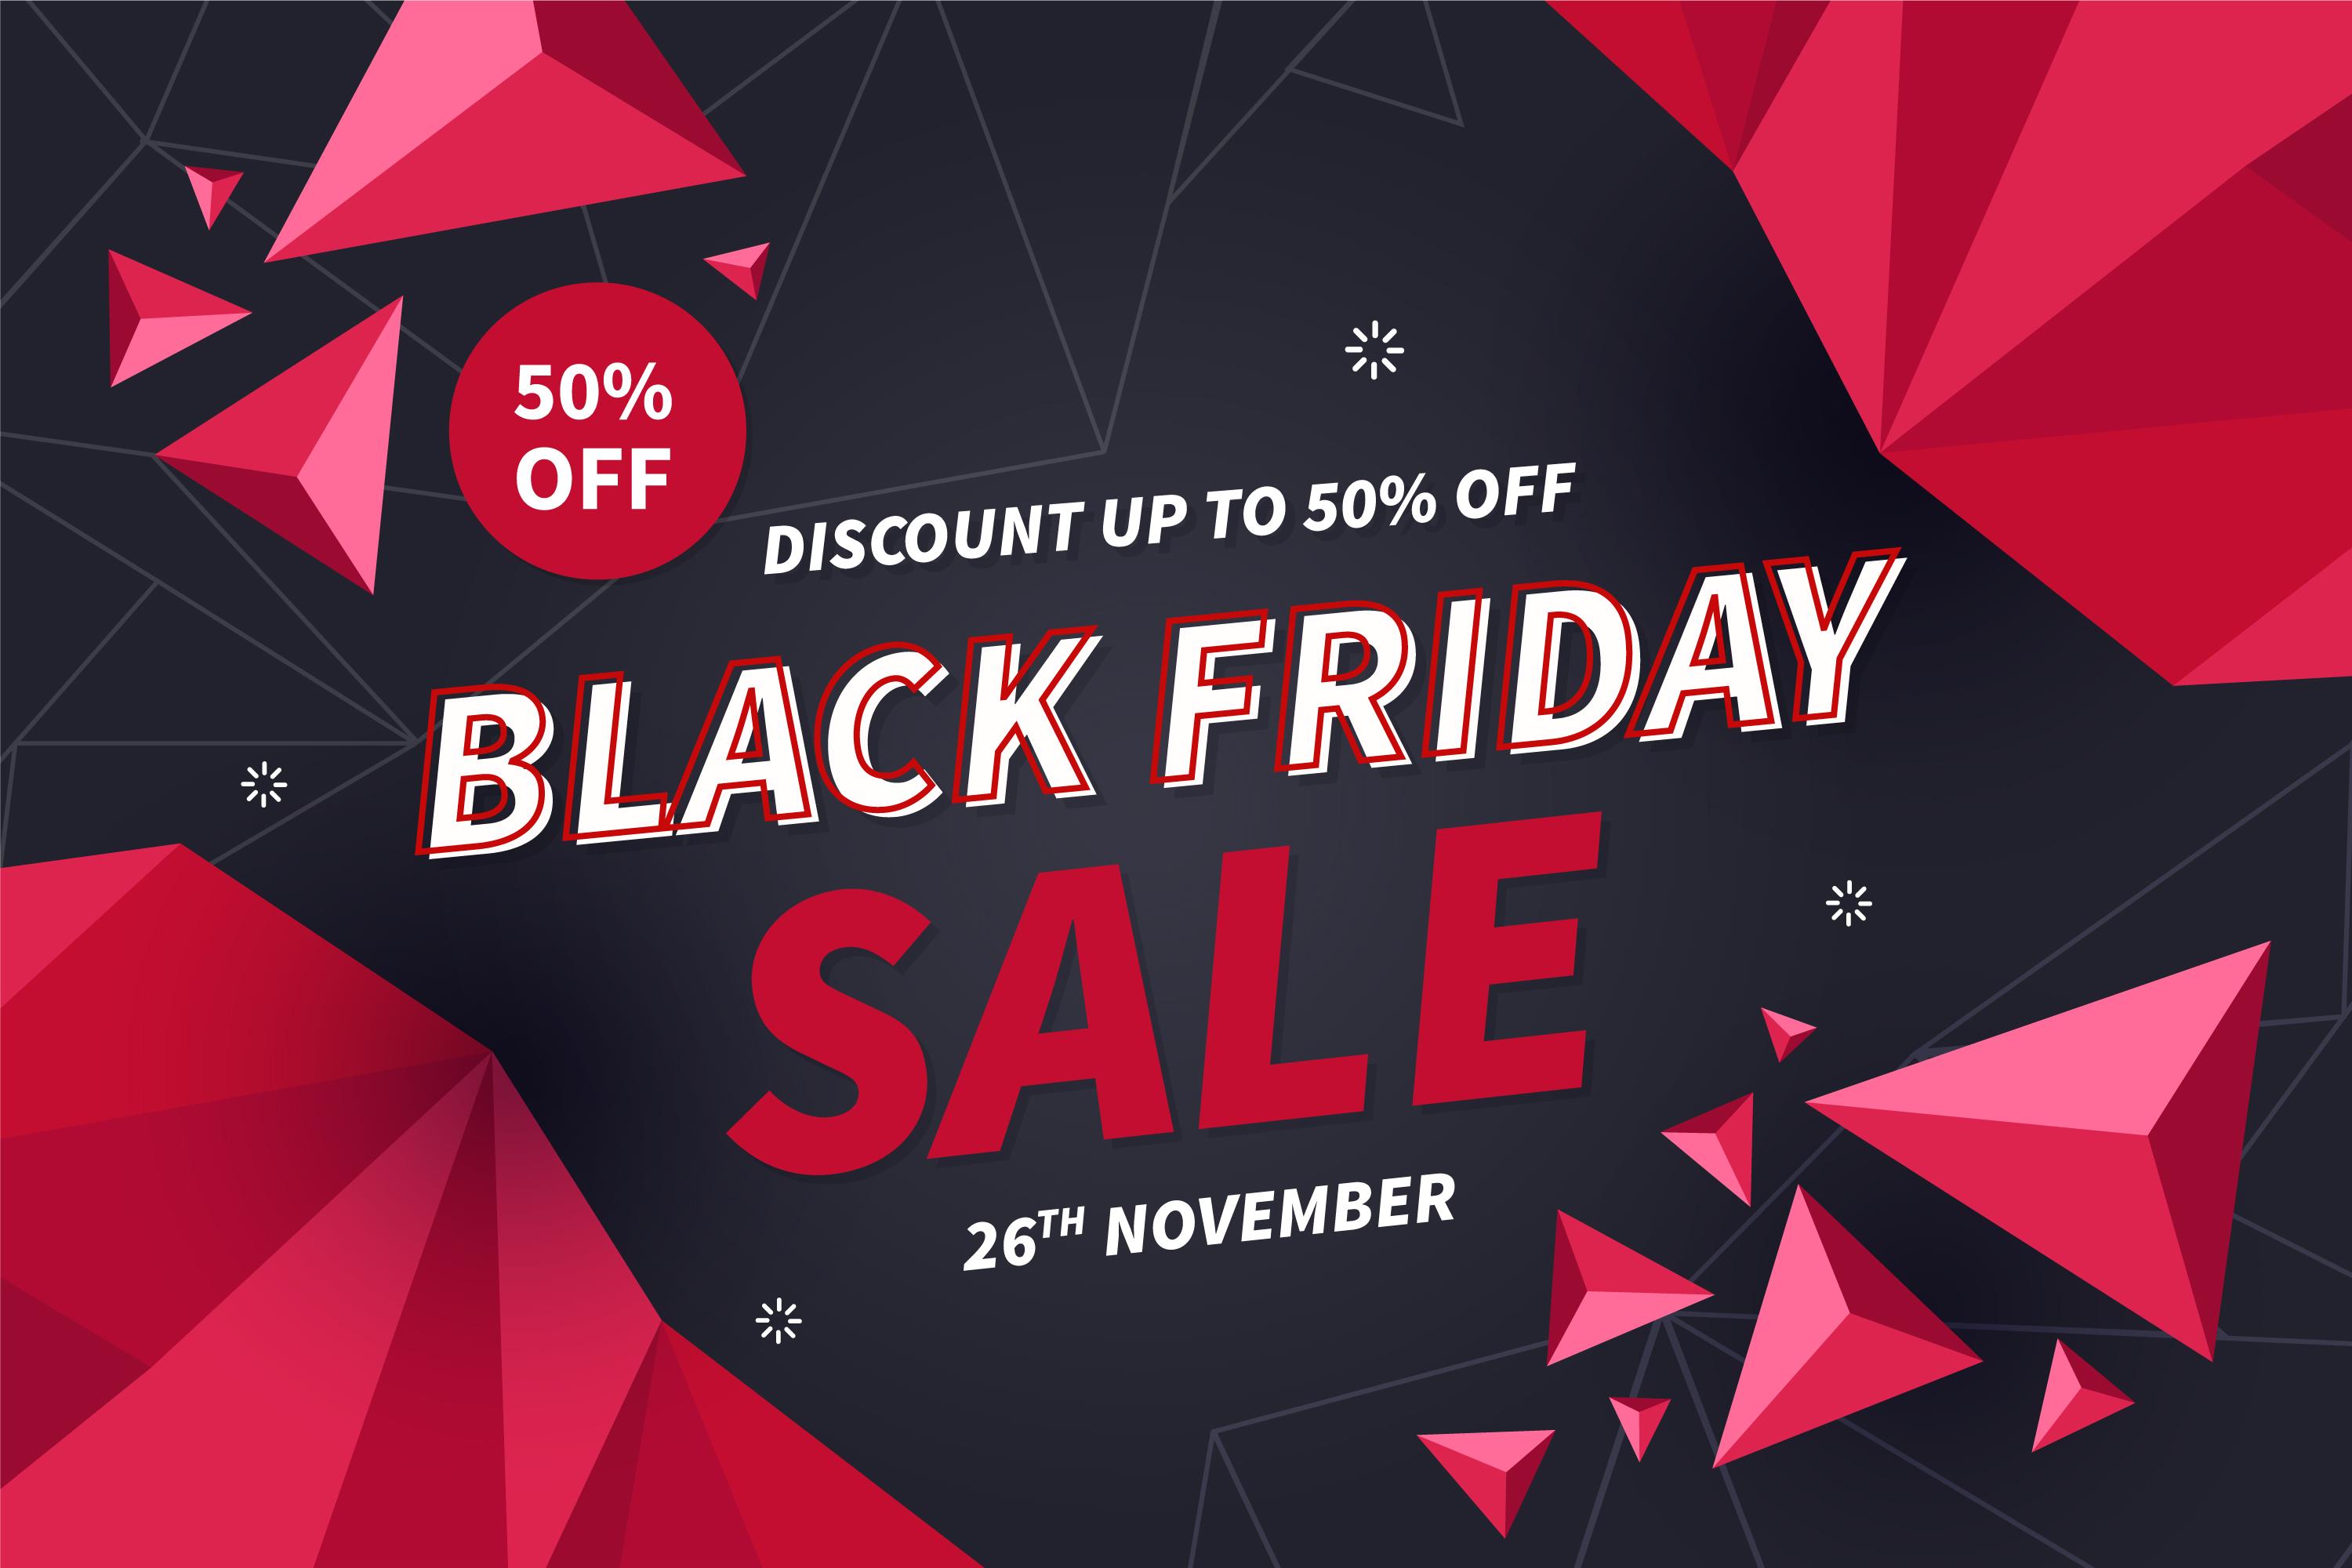 50%
OFF
DISCOUNT UP TO 50% OFF
BLACK FRIDAY
SALE
26TH NOVEMBER